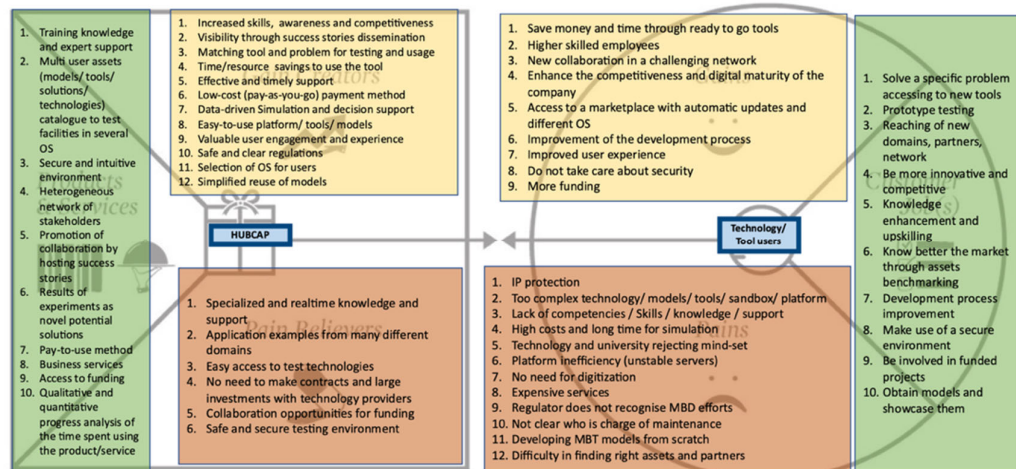 1. Training knowledge
and expert support
2. Multi user assets
(models/ tools/
solutions/
technologies)
catalogue to test
facilities in several
OS
3. Secure and intuitive
environment
4. Heterogeneous
network of
stakeholders
5. Promotion of
collaboration by
hosting success
stories
6. Results of
experiments as
novel potential
solutions
7. Pay-to-use method
8. Business services
9. Access to funding
10. Qualitative and
quantitative
progress analysis of
the time spent using
the product/service
Products
& Services
1. Increased skills, awareness and competitiveness
2. Visibility through success stories dissemination
3. Matching tool and problem for testing and usage
4. Time/resource savings to use the tool
5. Effective and timely support
6. Low-cost (pay-as-you-go) payment method
7. Data-driven Simulation and decision support
8. Easy-to-use platform/ tools/ models
9. Valuable user engagement and experience
10. Safe and clear regulations
11. Selection of OS for users
12. Simplified reuse of models
Gain Creators
HUBCAP
1. Specialized and realtime knowledge and
support
2. Application examples from many different
domains
3. Easy access to test technologies
4. No need to make contracts and large
investments with technology providers
5. Collaboration opportunities for funding
6. Safe and secure testing environment
Pain Relievers
1. Save money and time through ready to go tools
2. Higher skilled employees
3. New collaboration in a challenging network
4. Enhance the competitiveness and digital maturity of the
company
5. Access to a marketplace with automatic updates and
different OS
6. Improvement of the development process
7. Improved user experience
8. Do not take care about security
9. More funding
Gains
Technology/
Tool users
1. IP protection
2. Too complex technology/ models/ tools/ sandbox/ platform
3. Lack of competencies / Skills / knowledge / support
4. High costs and long time for simulation
5. Technology and university rejecting mind-set
6. Platform inefficiency (unstable servers)
7. No need for digitization
8. Expensive services
9. Regulator does not recognise MBD efforts
10. Not clear who is charge of maintenance
11. Developing MBT models from scratch
12. Difficulty in finding right assets and partners
Pains
1. Solve a specific problem
accessing to new tools
2. Prototype testing
3. Reaching of new
domains, partners,
network
4. Be more innovative and
competitive
5. Knowledge
enhancement and
upskilling
6. Know better the market
through assets
benchmarking
7. Development process
improvement
8. Make use of a secure
environment
9. Be involved in funded
projects
10. Obtain models and
showcase them
Customer
Job(s)